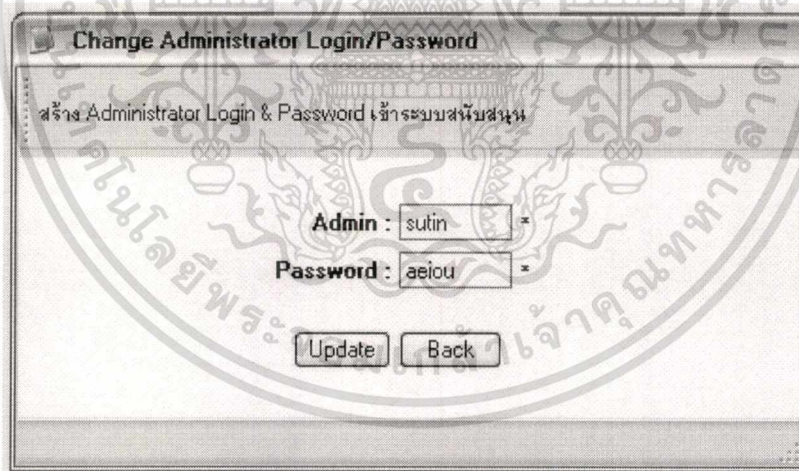 Change Administrator Login/Password
สร้าง Administrator Login & Password เข้าระบบสนับสนุน
Admin : sutin *
Password : aeiou *
Update Back